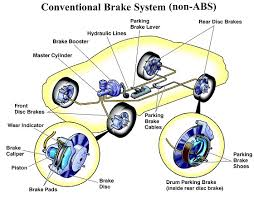 Conventional Brake System (non-ABS)
Parking
Brake Lever
Rear Disc Brakes
Hydraulic Lines
Brake Booster
Master Cylinder
Front
Disc Brakes
Parking
Brake
Cables
Wear Indicator
Brake
Caliper
Piston
Brake Pads
Brake
Disc
Parking
Brake
Shoes
Drum Parking Brake
(inside rear disc brake)